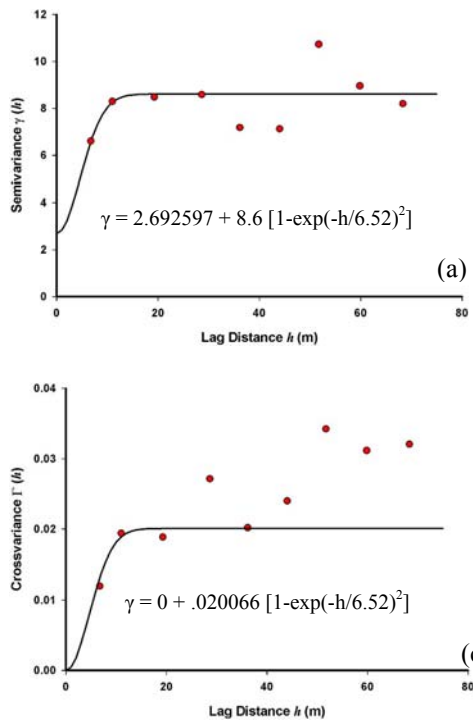 12
10
8
6
4
2
0
Semivariance γ (h)
γ = 2.692597 + 8.6 [1-exp(-h/6.52)²]
(a)
0 20 40 60 80
Lag Distance h (m)
0.04
0.03
0.02
0.01
0.00
Crossvariance Γ (h)
γ = 0 + .020066 [1-exp(-h/6.52)²]
0 20 40 60 80
Lag Distance h (m)